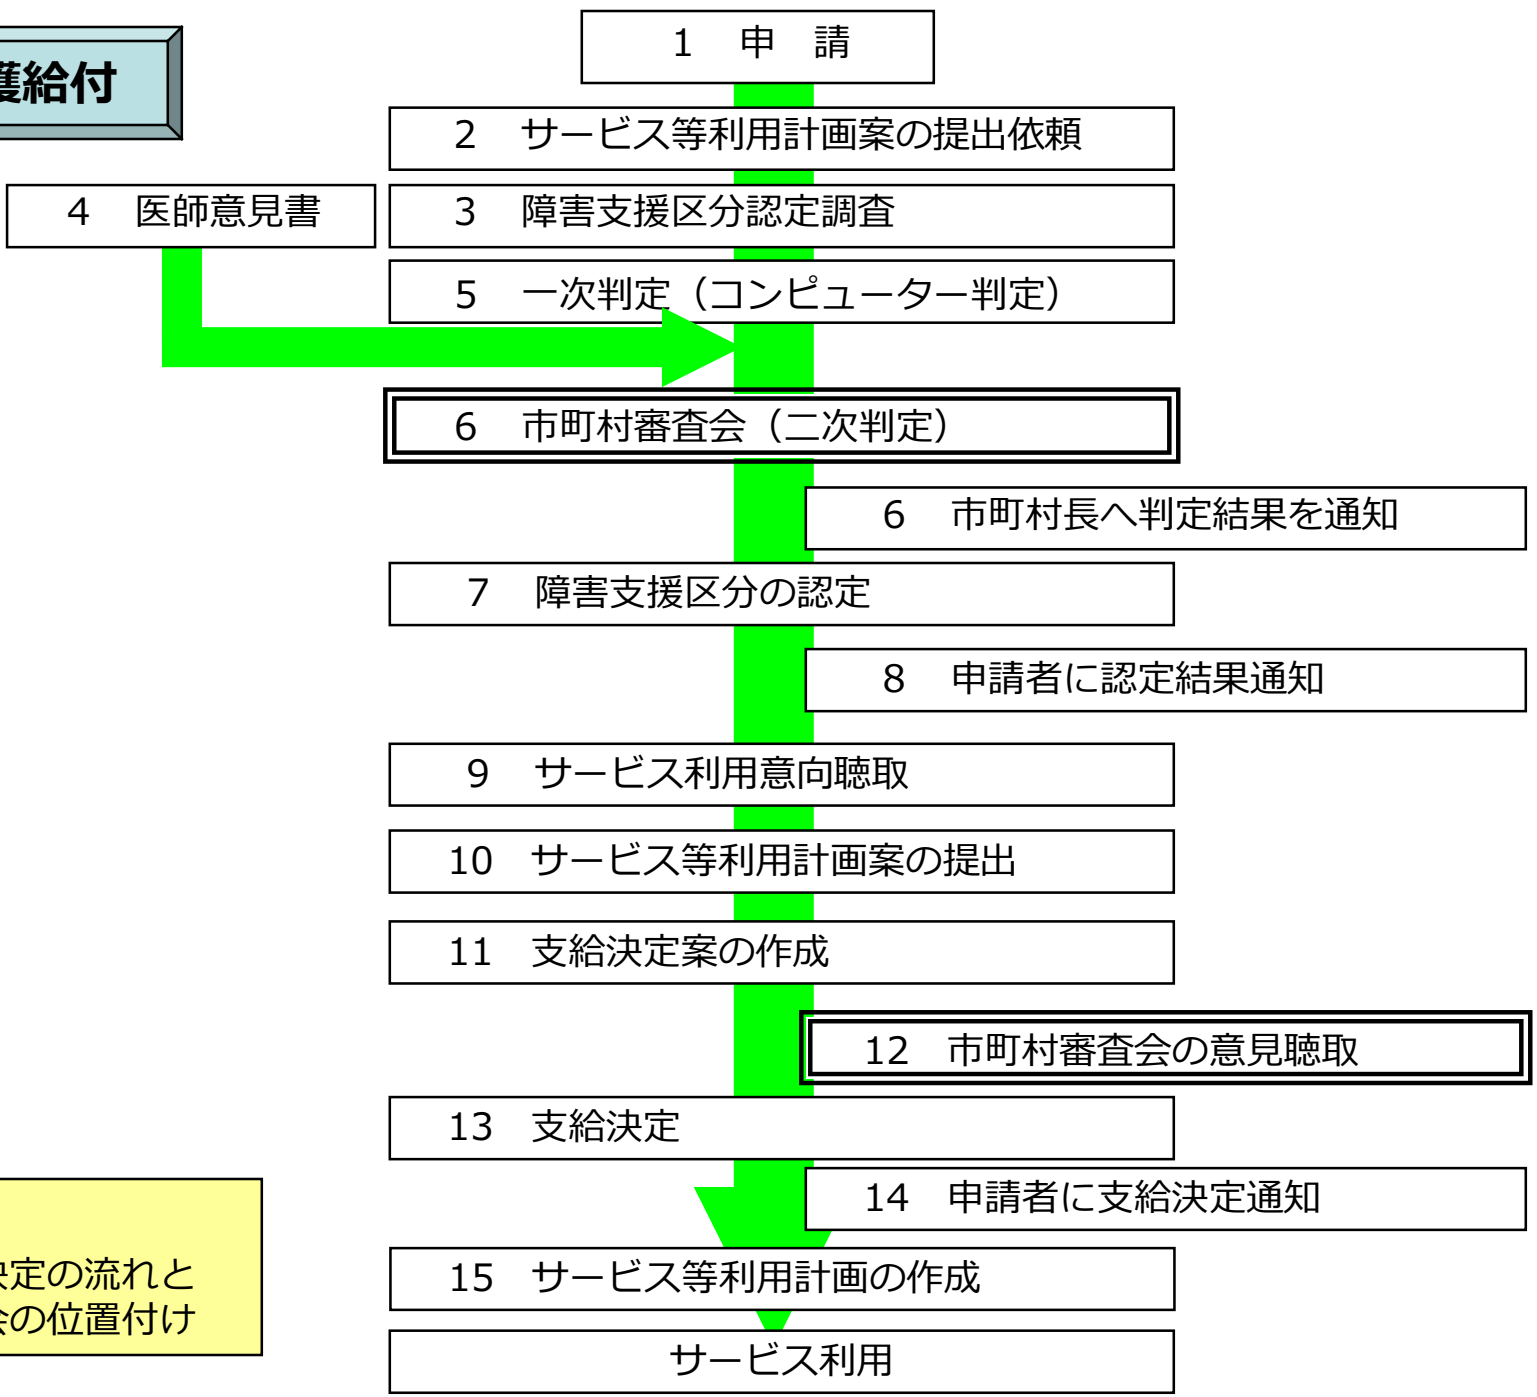 1 申 請
護給付
2 サービス等利用計画案の提出依頼
4 医師意見書
3 障害支援区分認定調査
5 一次判定（コンピューター判定）
6 市町村審査会（二次判定）
6 市町村長へ判定結果を通知
7 障害支援区分の認定
8 申請者に認定結果通知
9 サービス利用意向聴取
10 サービス等利用計画案の提出
11 支給決定案の作成
12 市町村審査会の意見聴取
13 支給決定
14 申請者に支給決定通知
15 サービス等利用計画の作成
決定の流れと
会の位置付け
サービス利用